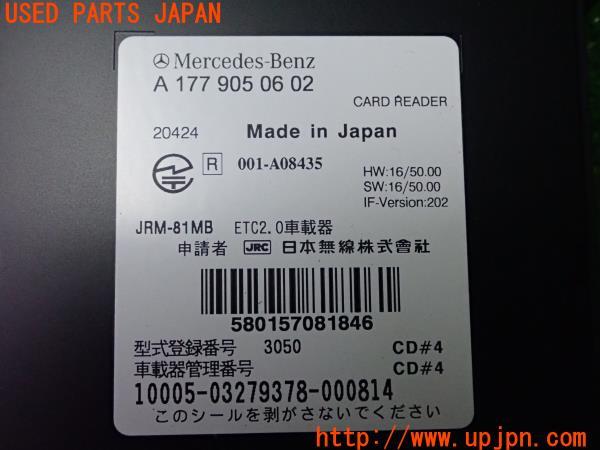 USED PARTS JAPAN
Mercedes-Benz
A 177 905 06 02
CARD READER
20424 Made in Japan
R 001-A08435
HW:16/50.00
SW:16/50.00
IF-Version:202
JRM-81MB ETC2.0車載器
申請者 JRC 日本無線株式會社
580157081846
型式登録番号 3050 CD#4
車載器管理番号 CD#4
10005-03279378-000814
このシールを剥がさないでください
UPJ http://www.upjpn.com